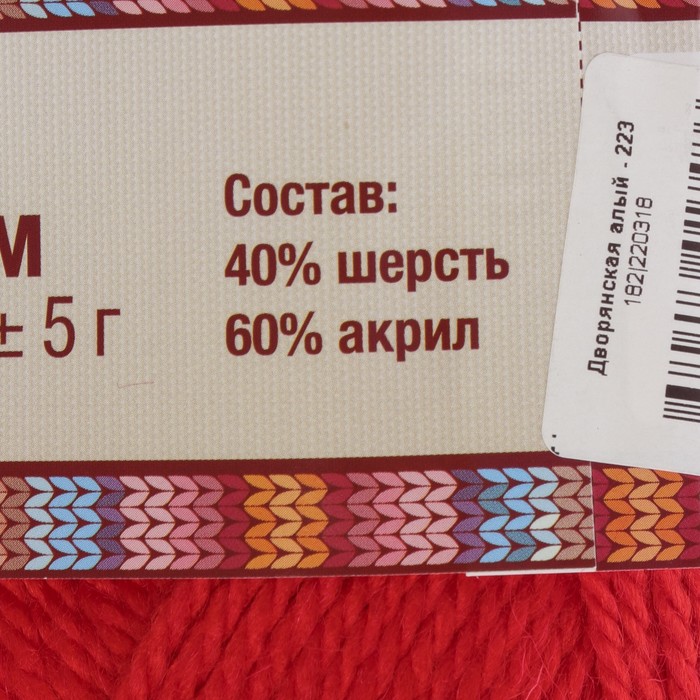 Состав:
40% шерсть
60% акрил
м
± 5 г
Дворянская алый - 223
182/220318